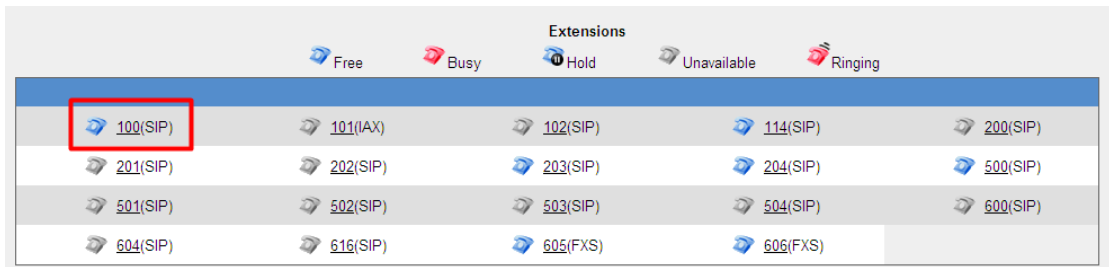 Extensions
Free Busy Hold Unavailable Ringing
100(SIP) 101(IAX) 102(SIP) 114(SIP) 200(SIP)
201(SIP) 202(SIP) 203(SIP) 204(SIP) 500(SIP)
501(SIP) 502(SIP) 503(SIP) 504(SIP) 600(SIP)
604(SIP) 616(SIP) 605(FXS) 606(FXS)